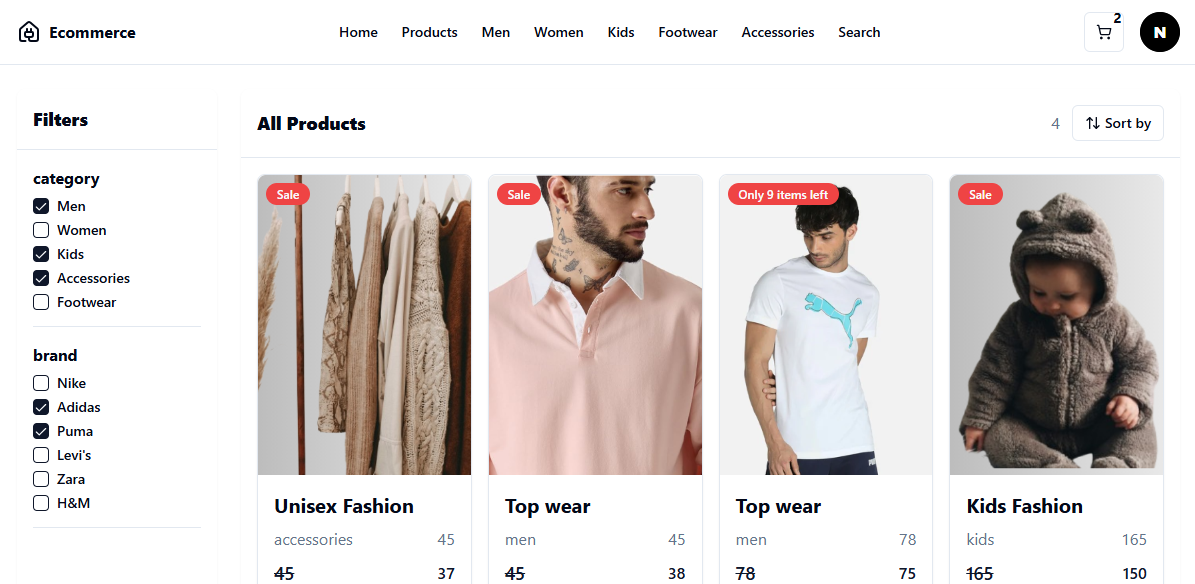 Ecommerce
Home Products Men Women Kids Footwear Accessories Search
2
N
Filters
category
Men
Women
Kids
Accessories
Footwear
brand
Nike
Adidas
Puma
Levi's
Zara
H&M
All Products
4 Sort by
Sale
Unisex Fashion
accessories 45
45 37
Sale
Top wear
men 45
45 38
Only 9 items left
PUMA
Top wear
men 78
78 75
Sale
Kids Fashion
kids 165
165 150